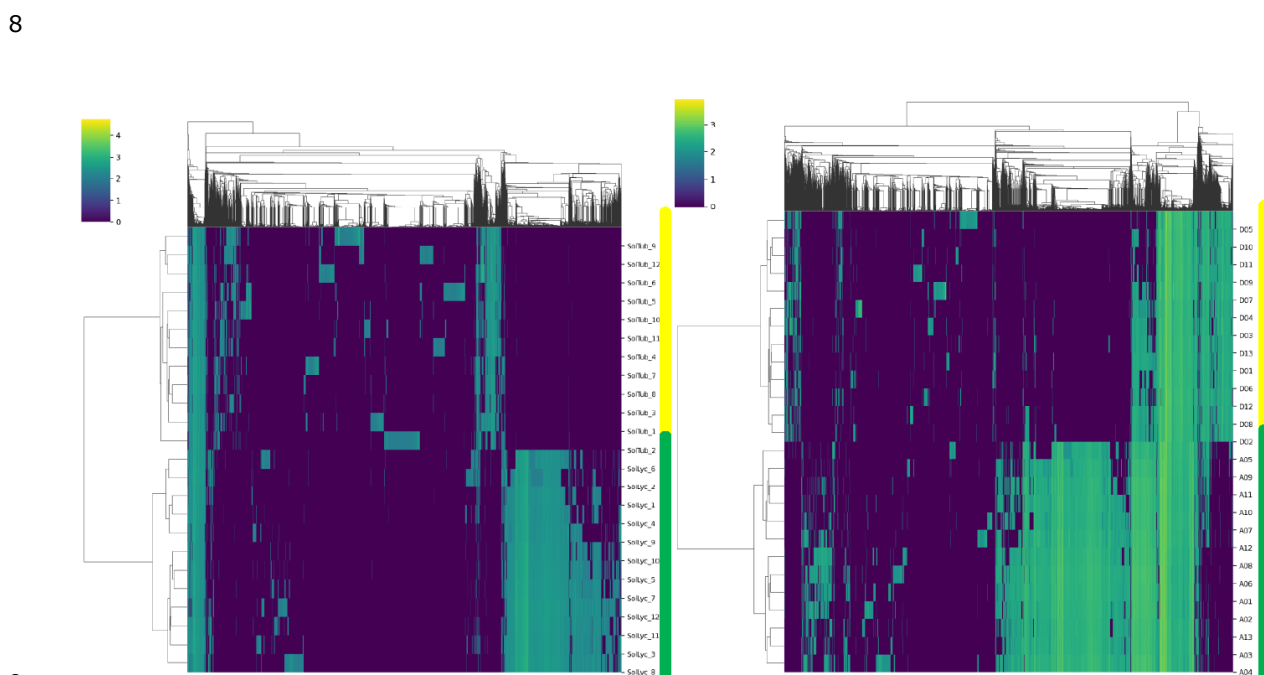 8
4
3
2
1
0
3
2
1
0
SolTub_9
SolTub_12
SolTub_6
SolTub_5
SolTub_10
SolTub_11
SolTub_4
SolTub_7
SolTub_8
SolTub_3
SolTub_1
SolTub_2
SolLyc_6
SolLyc_2
SolLyc_1
SolLyc_4
SolLyc_9
SolLyc_10
SolLyc_5
SolLyc_7
SolLyc_12
SolLyc_11
SolLyc_3
SolLyc_8
D05
D10
D11
D09
D07
D04
D03
D13
D01
D06
D12
D08
D02
A05
A09
A11
A10
A07
A12
A08
A06
A01
A02
A13
A03
A04